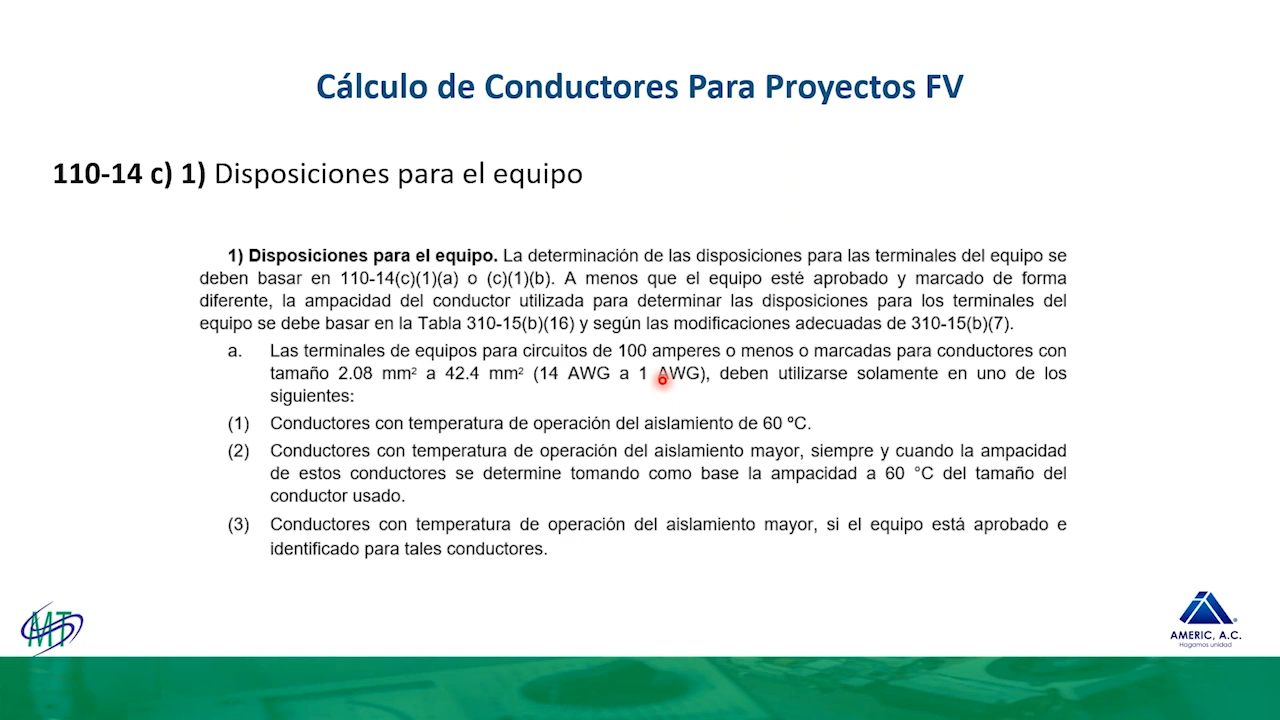 Cálculo de Conductores Para Proyectos FV
110-14 c) 1) Disposiciones para el equipo
1) Disposiciones para el equipo. La determinación de las disposiciones para las terminales del equipo se
deben basar en 110-14(c)(1)(a) o (c)(1)(b). A menos que el equipo esté aprobado y marcado de forma
diferente, la ampacidad del conductor utilizada para determinar las disposiciones para los terminales del
equipo se debe basar en la Tabla 310-15(b)(16) y según las modificaciones adecuadas de 310-15(b)(7).
a. Las terminales de equipos para circuitos de 100 amperes o menos o marcadas para conductores con
tamaño 2.08 mm² a 42.4 mm² (14 AWG a 1 AWG), deben utilizarse solamente en uno de los
siguientes:
(1) Conductores con temperatura de operación del aislamiento de 60 ºC.
(2) Conductores con temperatura de operación del aislamiento mayor, siempre y cuando la ampacidad
de estos conductores se determine tomando como base la ampacidad a 60 °C del tamaño del
conductor usado.
(3) Conductores con temperatura de operación del aislamiento mayor, si el equipo está aprobado e
identificado para tales conductores.
MT
AMERIC, A.C.
Hagamos unidad